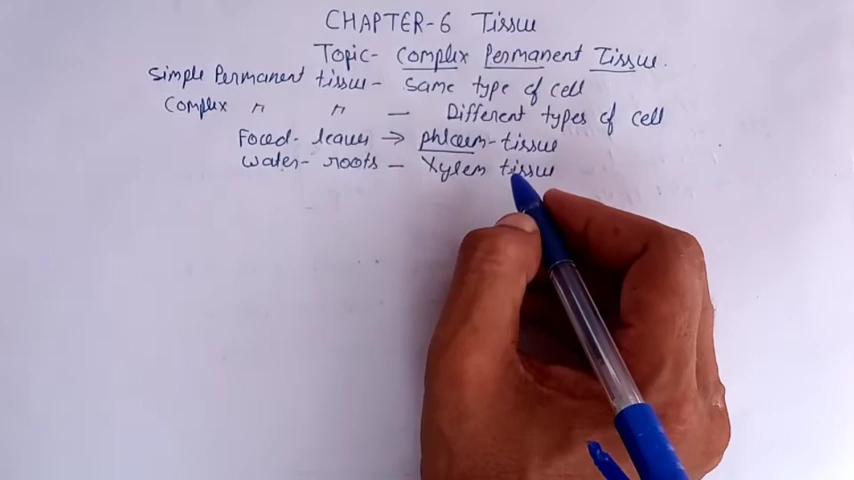 CHAPTER-6 Tissue
Topic- Complex Permanent Tissue.
Simple Permanent tissue- Same type of cell
Complex " " - Different types of cell
Food- leaves → phloem-tissue
water- roots - Xylem tissue